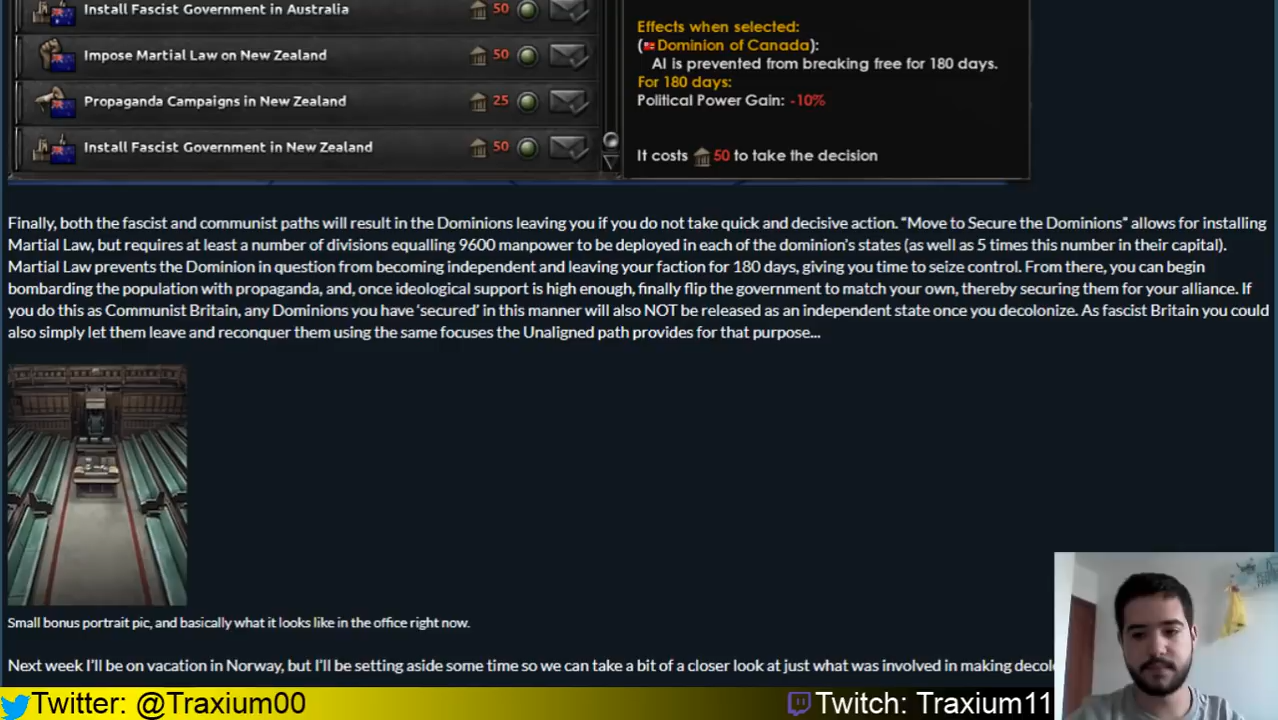 Install Fascist Government in Australia 50
Impose Martial Law on New Zealand 50
Propaganda Campaigns in New Zealand 25
Install Fascist Government in New Zealand 50
Effects when selected:
(Dominion of Canada):
AI is prevented from breaking free for 180 days.
For 180 days:
Political Power Gain: -10%
It costs 50 to take the decision
Finally, both the fascist and communist paths will result in the Dominions leaving you if you do not take quick and decisive action. “Move to Secure the Dominions” allows for installing
Martial Law, but requires at least a number of divisions equalling 9600 manpower to be deployed in each of the dominion’s states (as well as 5 times this number in their capital).
Martial Law prevents the Dominion in question from becoming independent and leaving your faction for 180 days, giving you time to seize control. From there, you can begin
bombarding the population with propaganda, and, once ideological support is high enough, finally flip the government to match your own, thereby securing them for your alliance. If
you do this as Communist Britain, any Dominions you have ‘secured’ in this manner will also NOT be released as an independent state once you decolonize. As fascist Britain you could
also simply let them leave and reconquer them using the same focuses the Unaligned path provides for that purpose...
Small bonus portrait pic, and basically what it looks like in the office right now.
Next week I’ll be on vacation in Norway, but I’ll be setting aside some time so we can take a bit of a closer look at just what was involved in making
Twitter: @Traxium00
Twitch: Traxium11